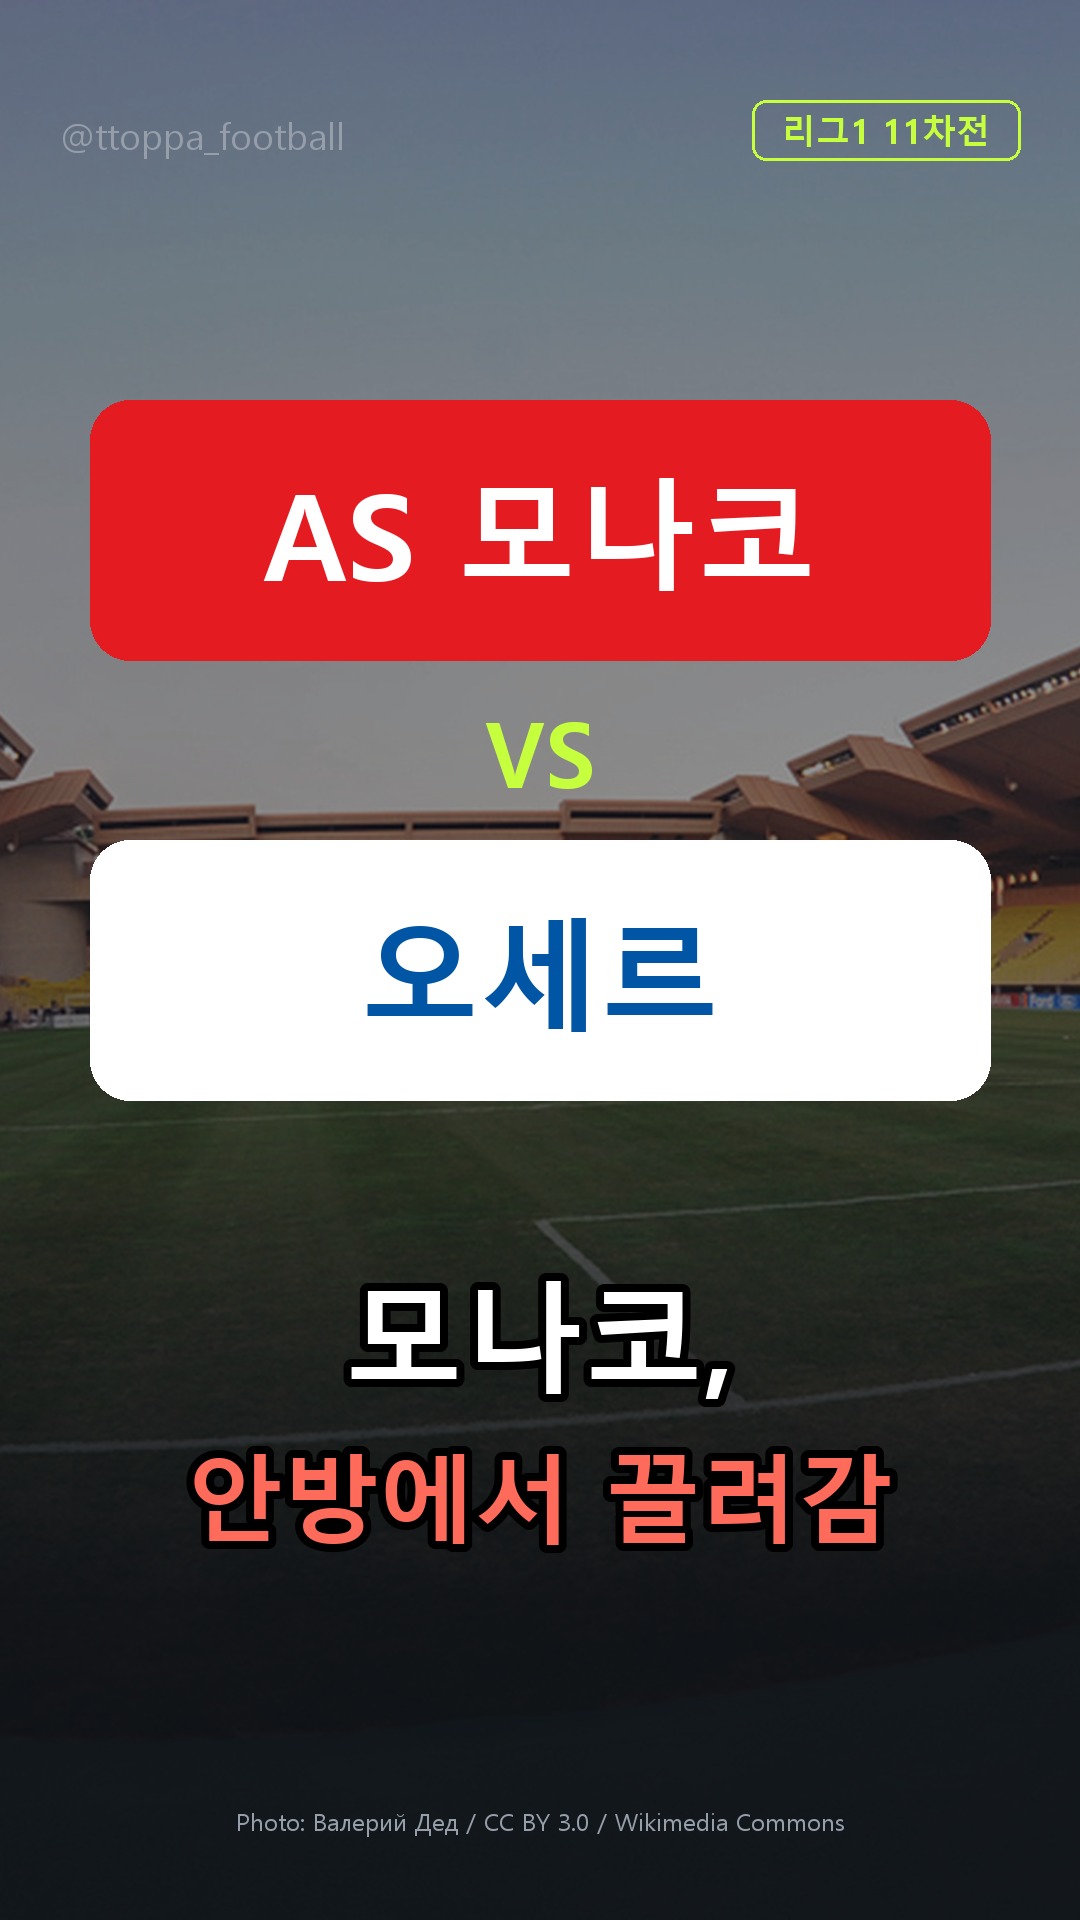 @ttoppa_football
리그1 11차전
AS 모나코
VS
오세르
모나코,
안방에서 끌려감
Photo: Валерий Дед / CC BY 3.0 / Wikimedia Commons